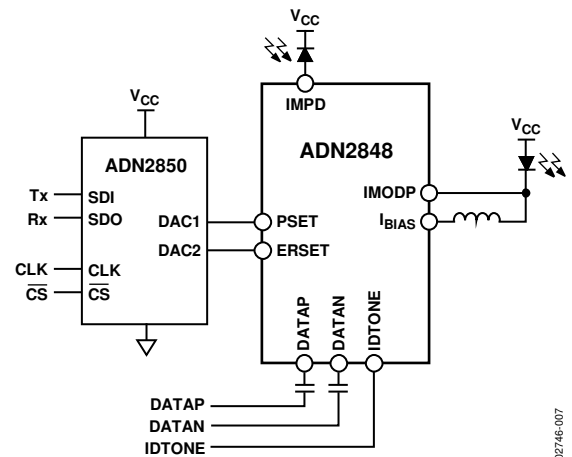 VCC
IMPD
VCC
ADN2850
Tx
SDI
Rx
SDO
CLK
CLK
CS
CS
DAC1
DAC2
ADN2848
PSET
ERSET
VCC
IMODP
IBIAS
DATAP
DATAN
IDTONE
DATAP
DATAN
IDTONE
02746-007